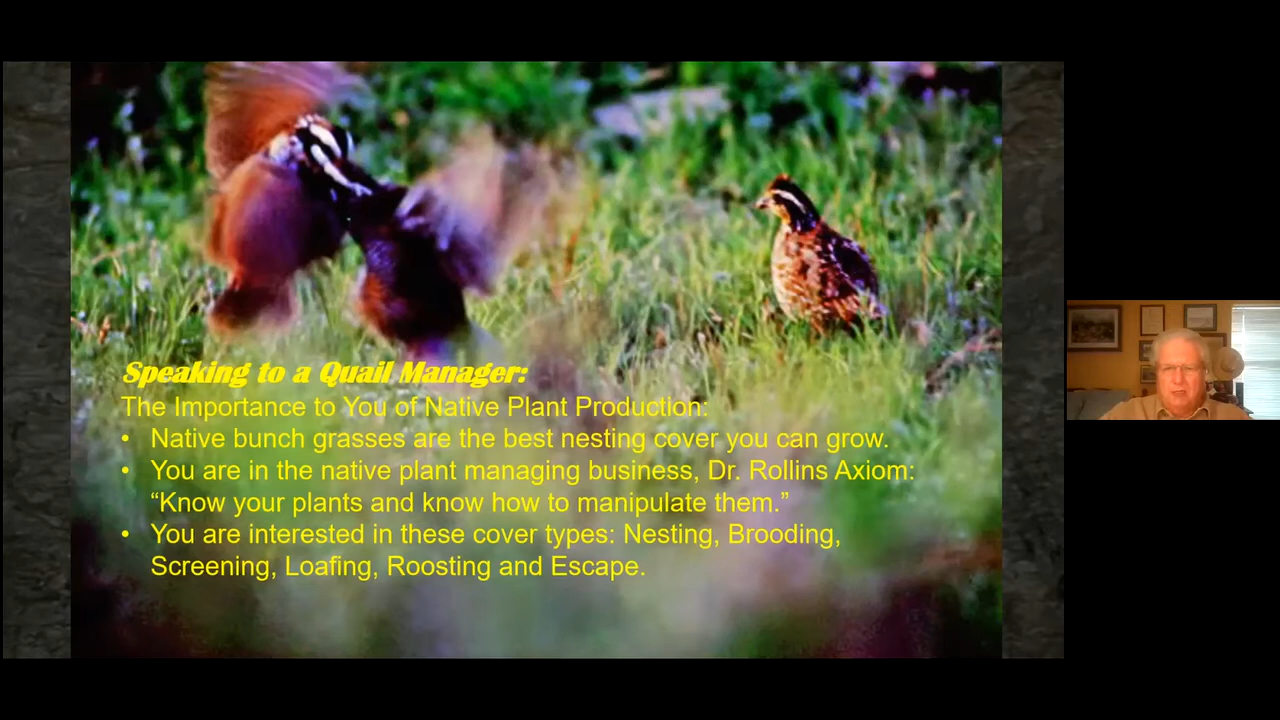 Speaking to a Quail Manager:
The Importance to You of Native Plant Production:
• Native bunch grasses are the best nesting cover you can grow.
• You are in the native plant managing business, Dr. Rollins Axiom:
“Know your plants and know how to manipulate them.”
• You are interested in these cover types: Nesting, Brooding,
Screening, Loafing, Roosting and Escape.